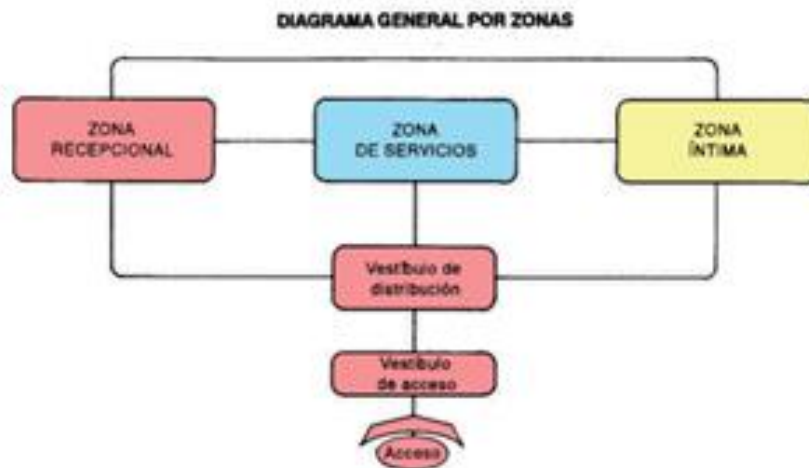 DIAGRAMA GENERAL POR ZONAS
ZONA
RECEPCIONAL
ZONA
DE SERVICIOS
ZONA
ÍNTIMA
Vestíbulo de
distribución
Vestíbulo
de acceso
Acceso